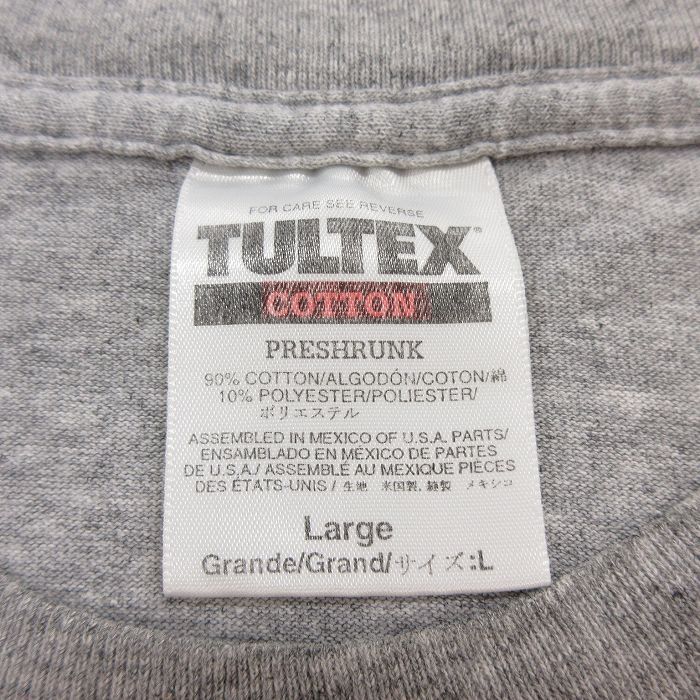 FOR CARE SEE REVERSE
TULTEX™
COTTON
PRESHRUNK
90% COTTON/ALGODÓN/COTON/綿
10% POLYESTER/POLIESTER/
ポリエステル
ASSEMBLED IN MEXICO OF U.S.A. PARTS/
ENSAMBLADO EN MÉXICO DE PARTES
DE U.S.A./ ASSEMBLÉ AU MEXIQUE PIÈCES
DES ÉTATS-UNIS / 生地 米国製, 縫製 メキシコ
Large
Grande/Grand/サイズ:L